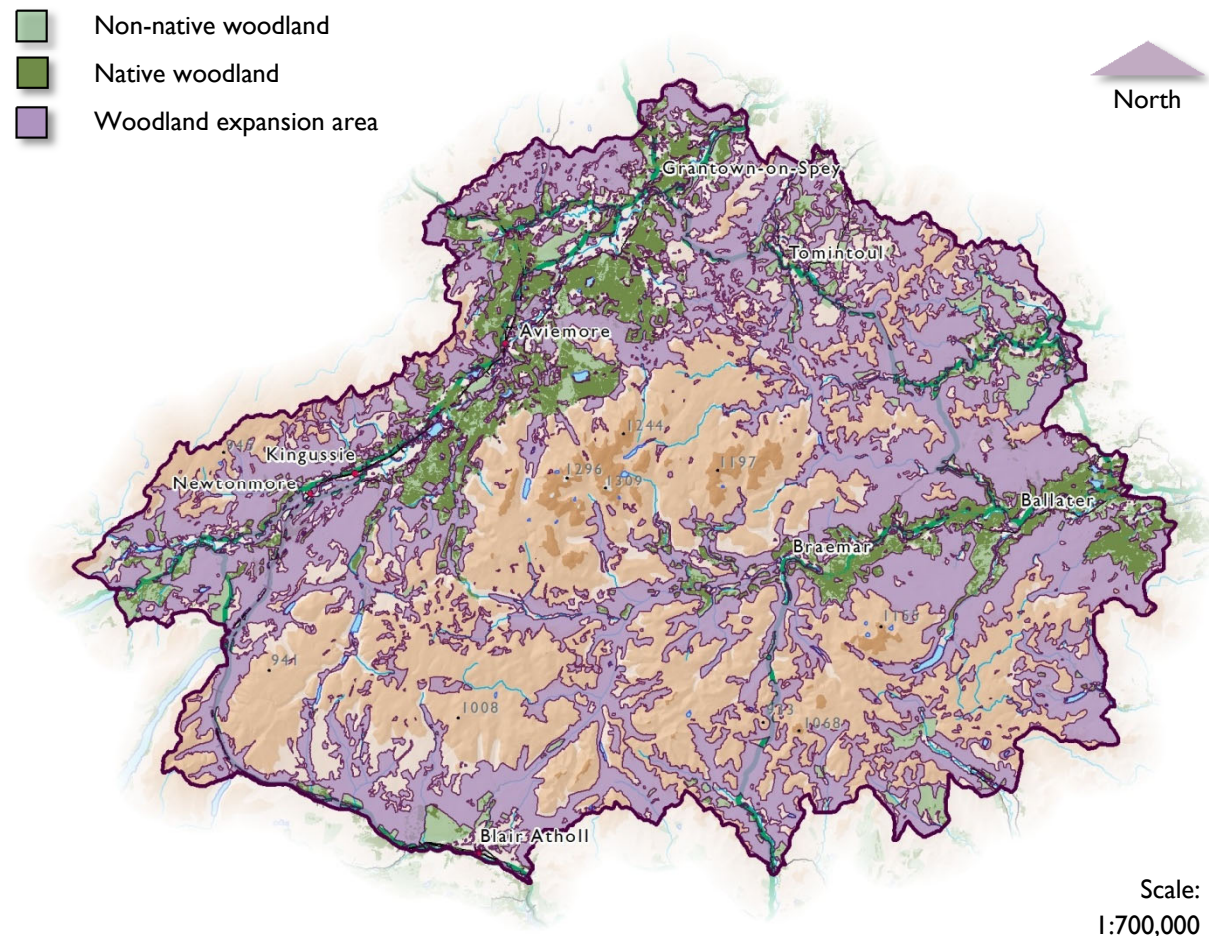 Non-native woodland
Native woodland
Woodland expansion area
North
Grantown-on-Spey
Tomintoul
Aviemore
1244
Kingussie
1296
1197
1309
Newtonmore
Ballater
Braemar
941
1008
1068
Blair Atholl
Scale:
1:700,000